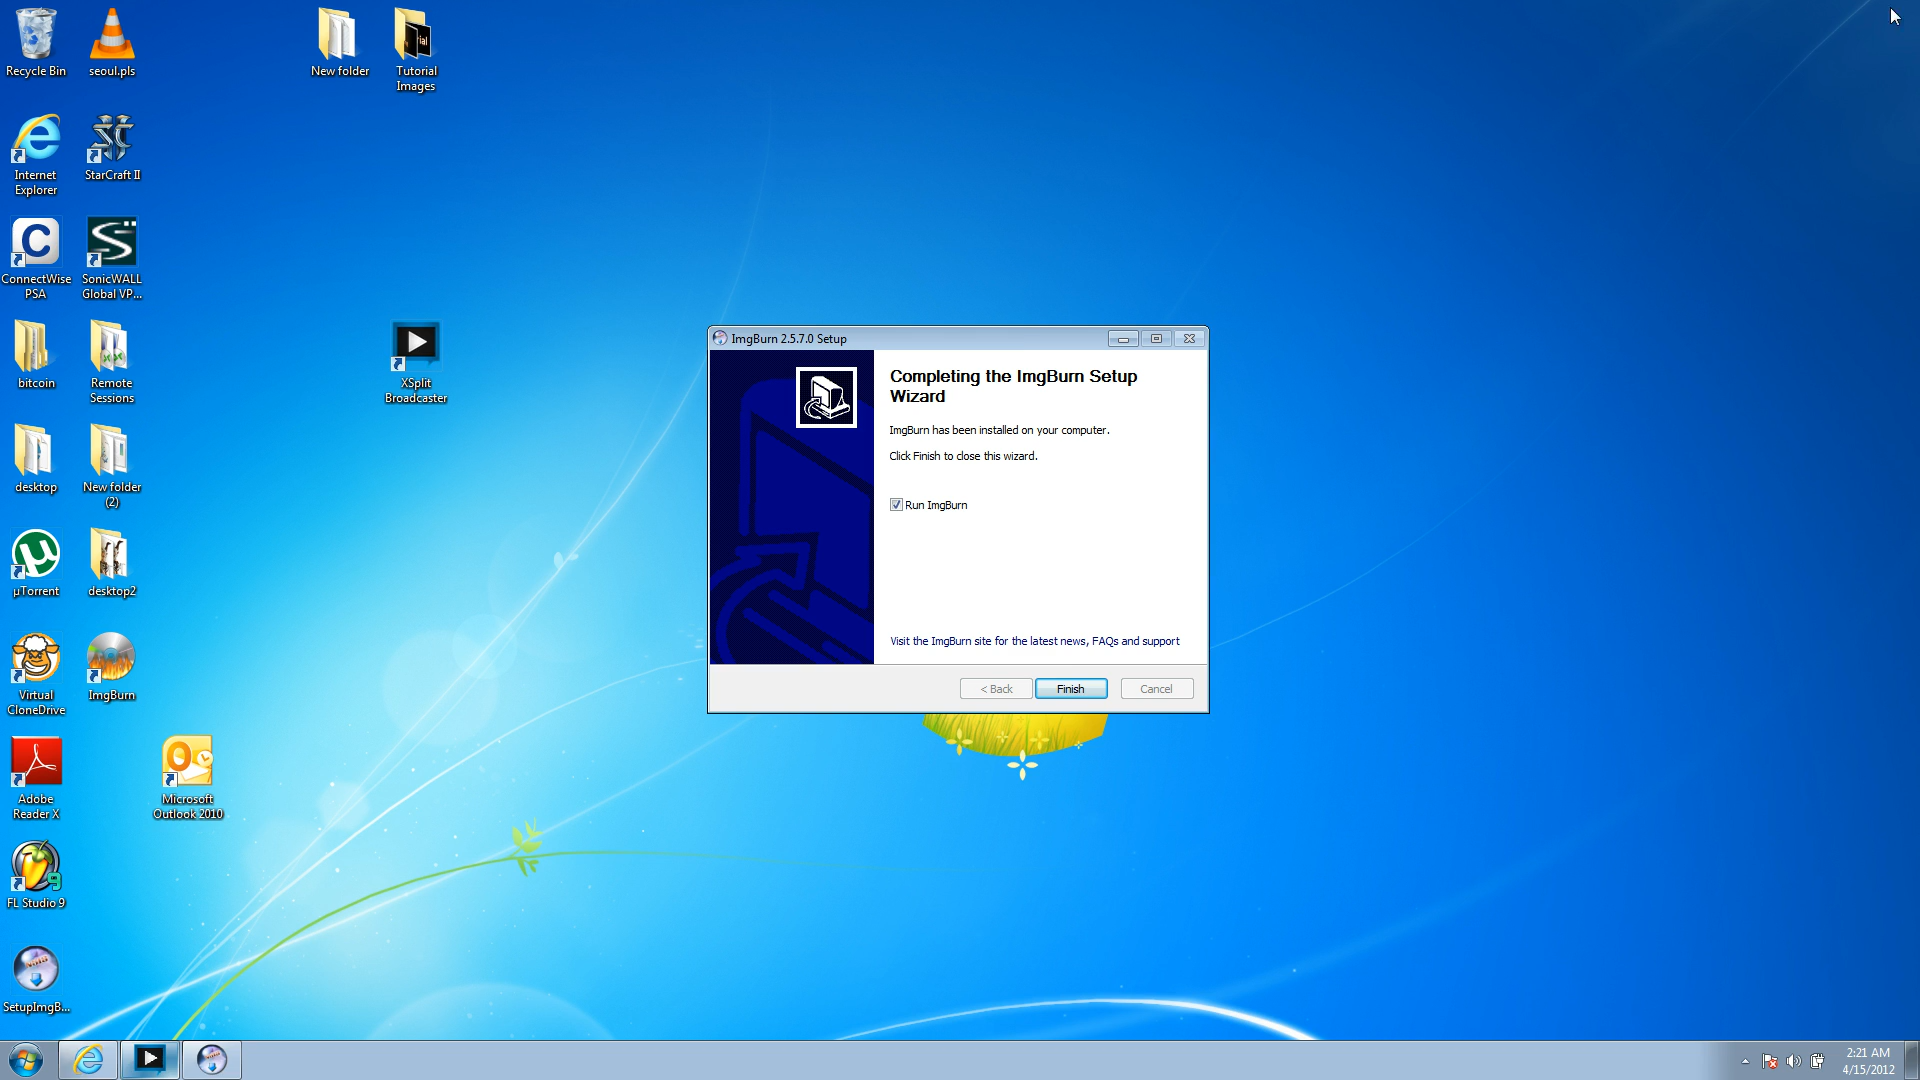 Recycle Bin
seoul.pls
New folder
Tutorial
Images
Internet
Explorer
StarCraft II
ConnectWise
PSA
SonicWALL
Global VP...
bitcoin
Remote
Sessions
XSplit
Broadcaster
desktop
New folder
(2)
µTorrent
desktop2
Virtual
CloneDrive
ImgBurn
Adobe
Reader X
Microsoft
Outlook 2010
FL Studio 9
SetupImgB...
ImgBurn 2.5.7.0 Setup
Completing the ImgBurn Setup
Wizard
ImgBurn has been installed on your computer.
Click Finish to close this wizard.
Run ImgBurn
Visit the ImgBurn site for the latest news, FAQs and support
< Back
Finish
Cancel
2:21 AM
4/15/2012